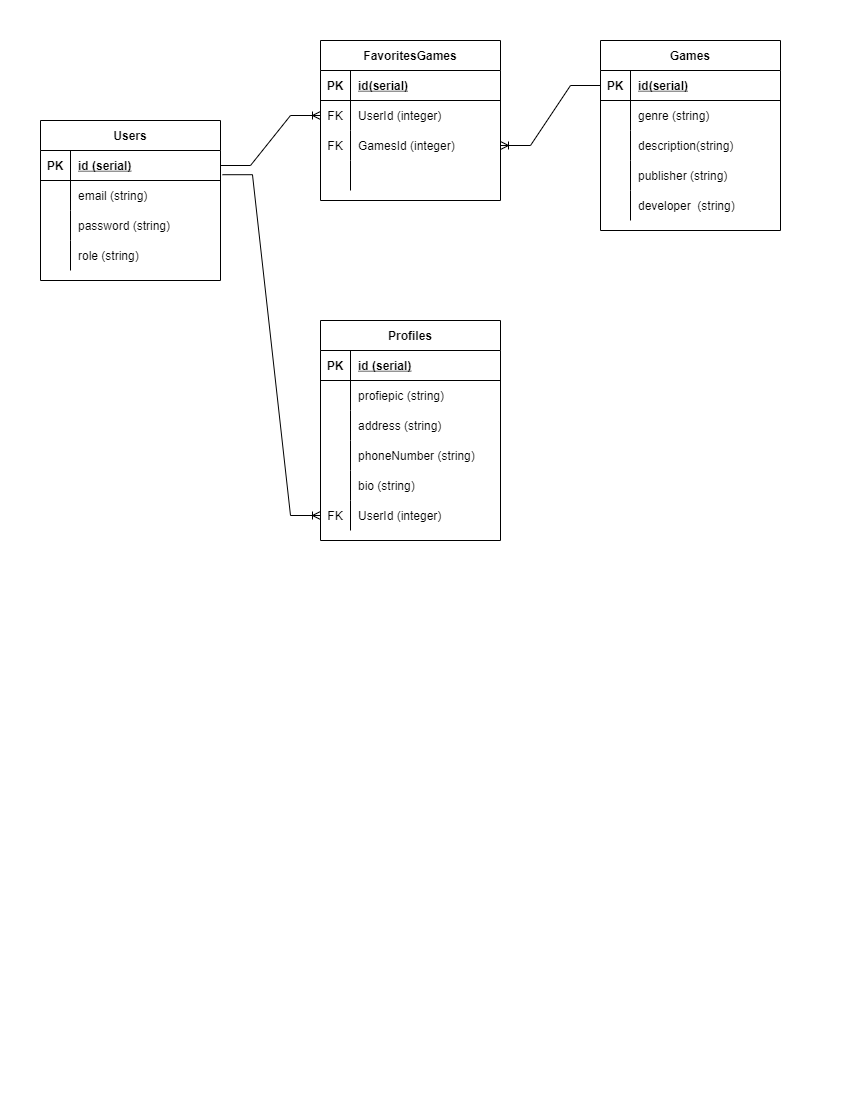 FavoritesGames
PK id(serial)
FK UserId (integer)
FK GamesId (integer)
Games
PK id(serial)
genre (string)
description(string)
publisher (string)
developer  (string)
Users
PK id (serial)
email (string)
password (string)
role (string)
Profiles
PK id (serial)
profiepic (string)
address (string)
phoneNumber (string)
bio (string)
FK UserId (integer)